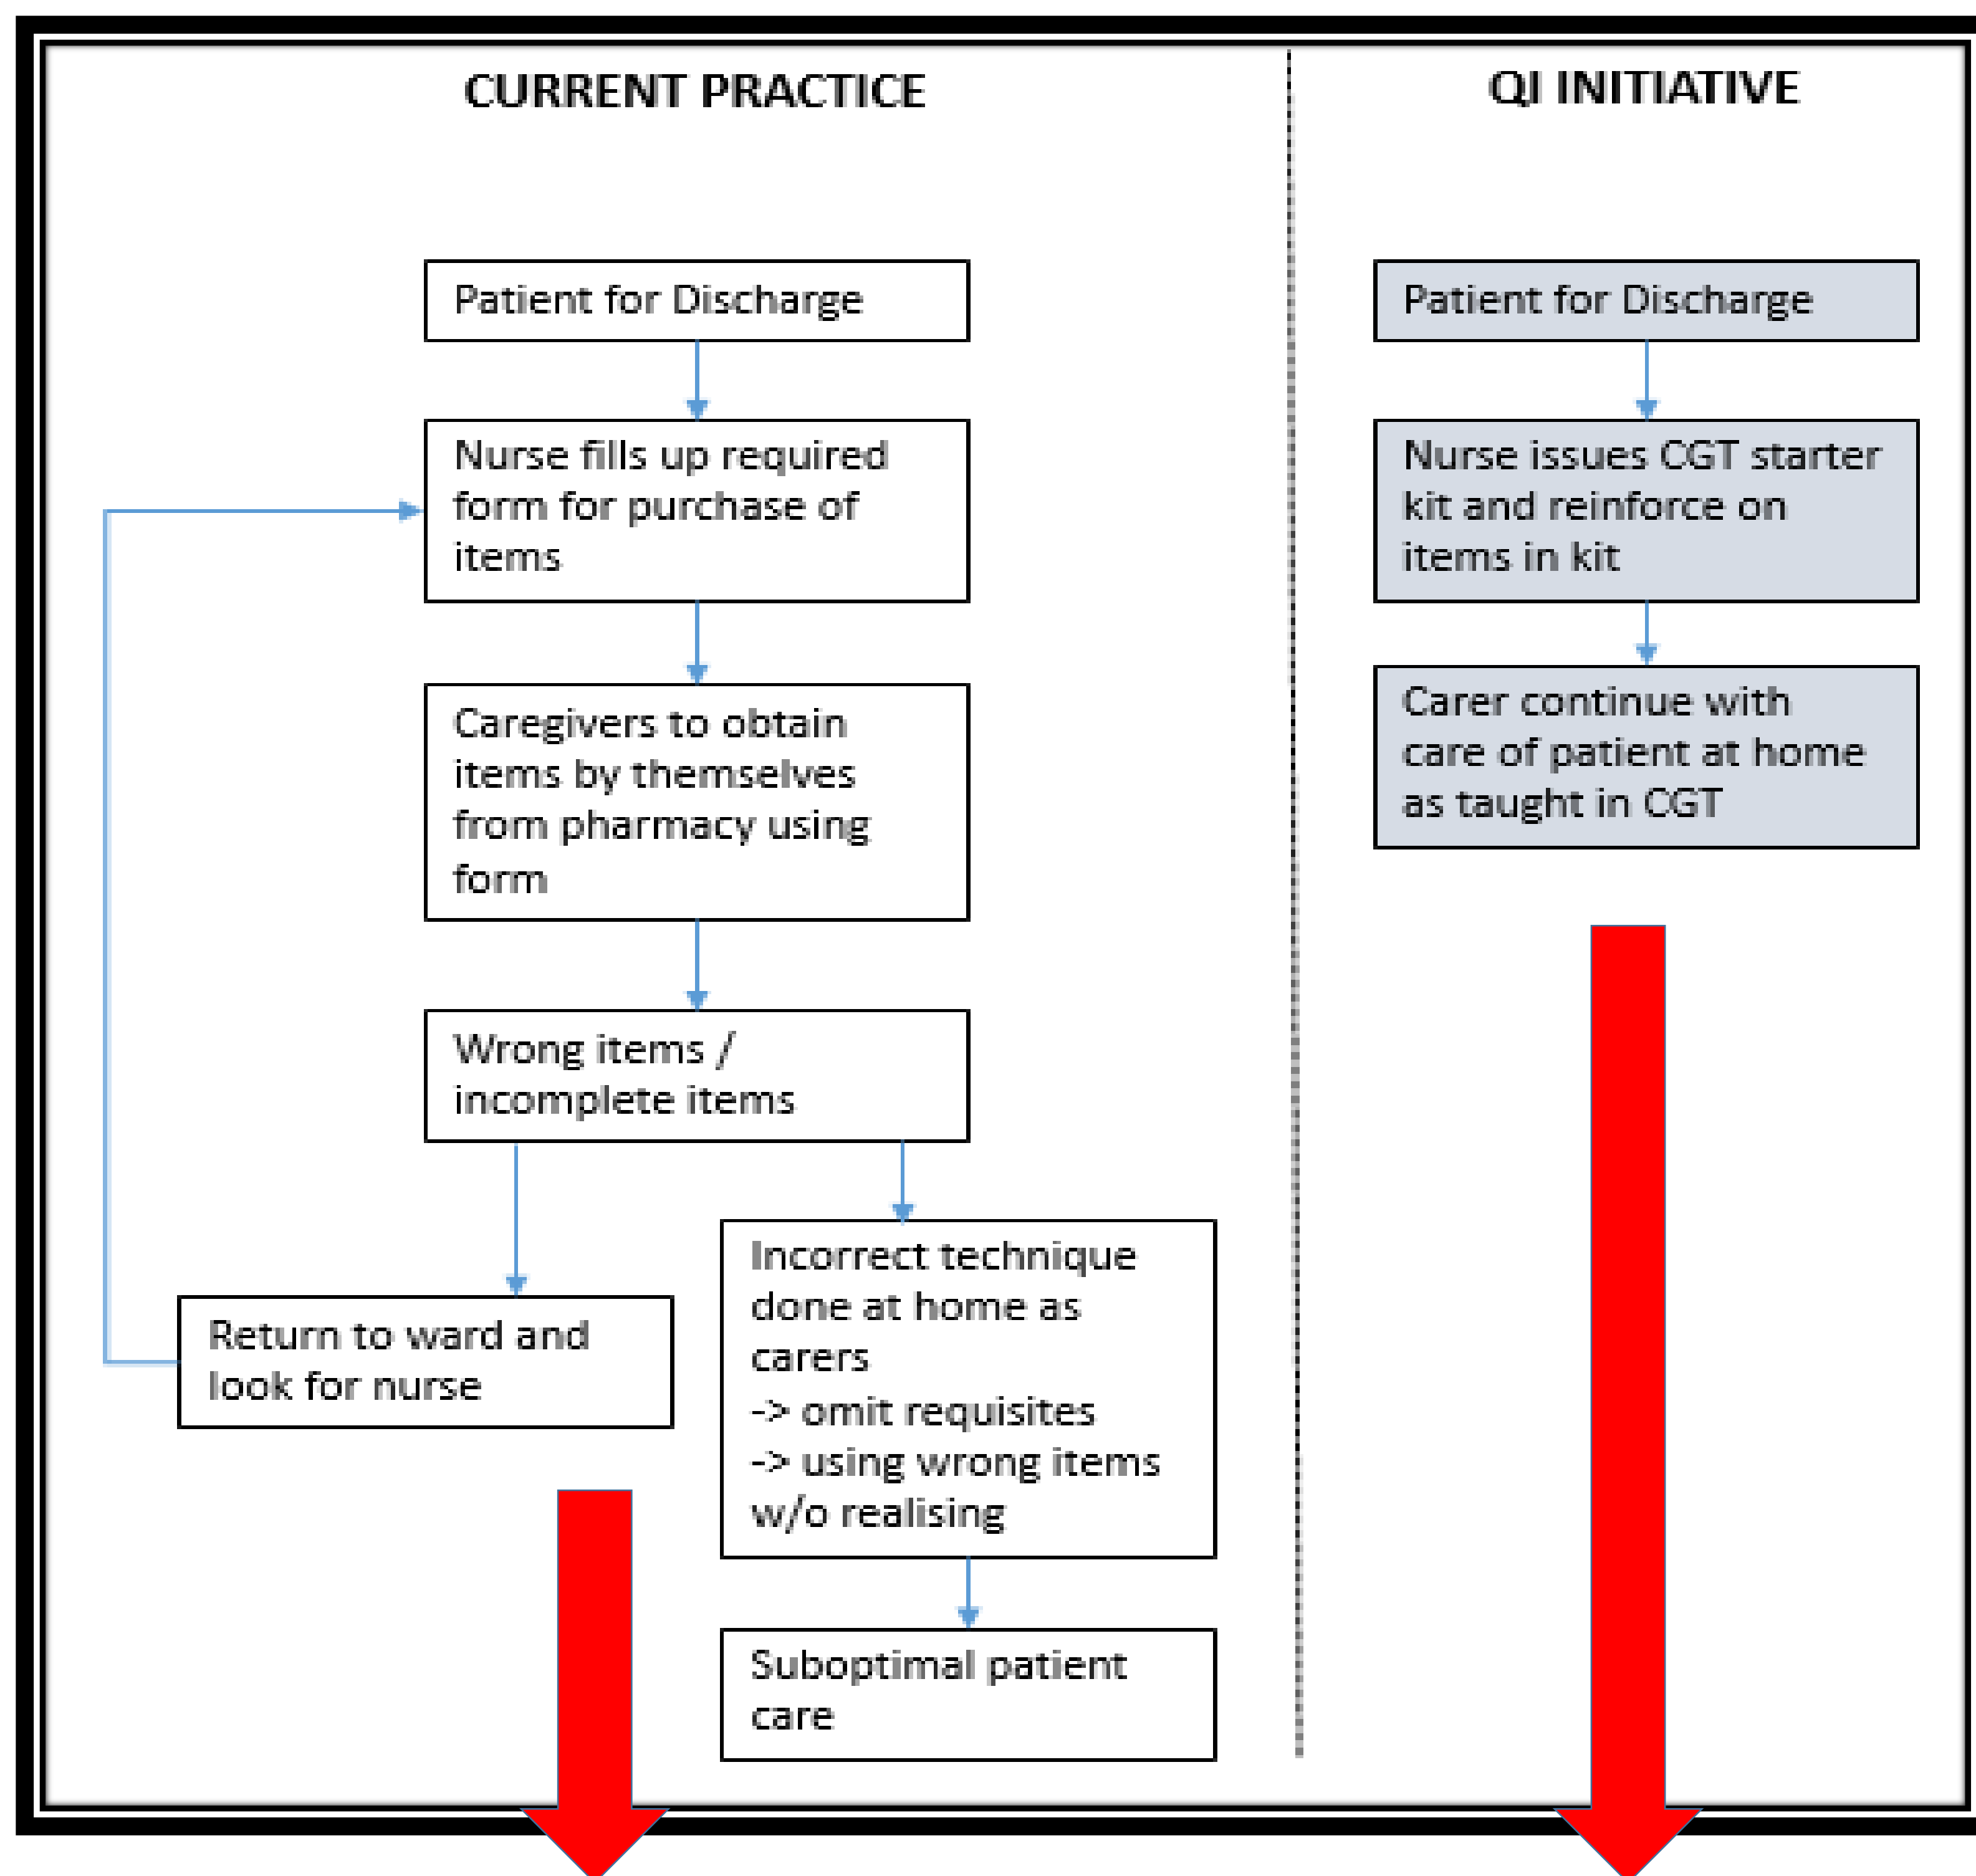 CURRENT PRACTICE
Patient for Discharge
Nurse fills up required
form for purchase of
items
Caregivers to obtain
items by themselves
from pharmacy using
form
Wrong items /
incomplete items
Return to ward and
look for nurse
Incorrect technique
done at home as
carers
-> omit requisites
-> using wrong items
w/o realising
Suboptimal patient
care
QI INITIATIVE
Patient for Discharge
Nurse issues CGT starter
kit and reinforce on
items in kit
Carer continue with
care of patient at home
as taught in CGT